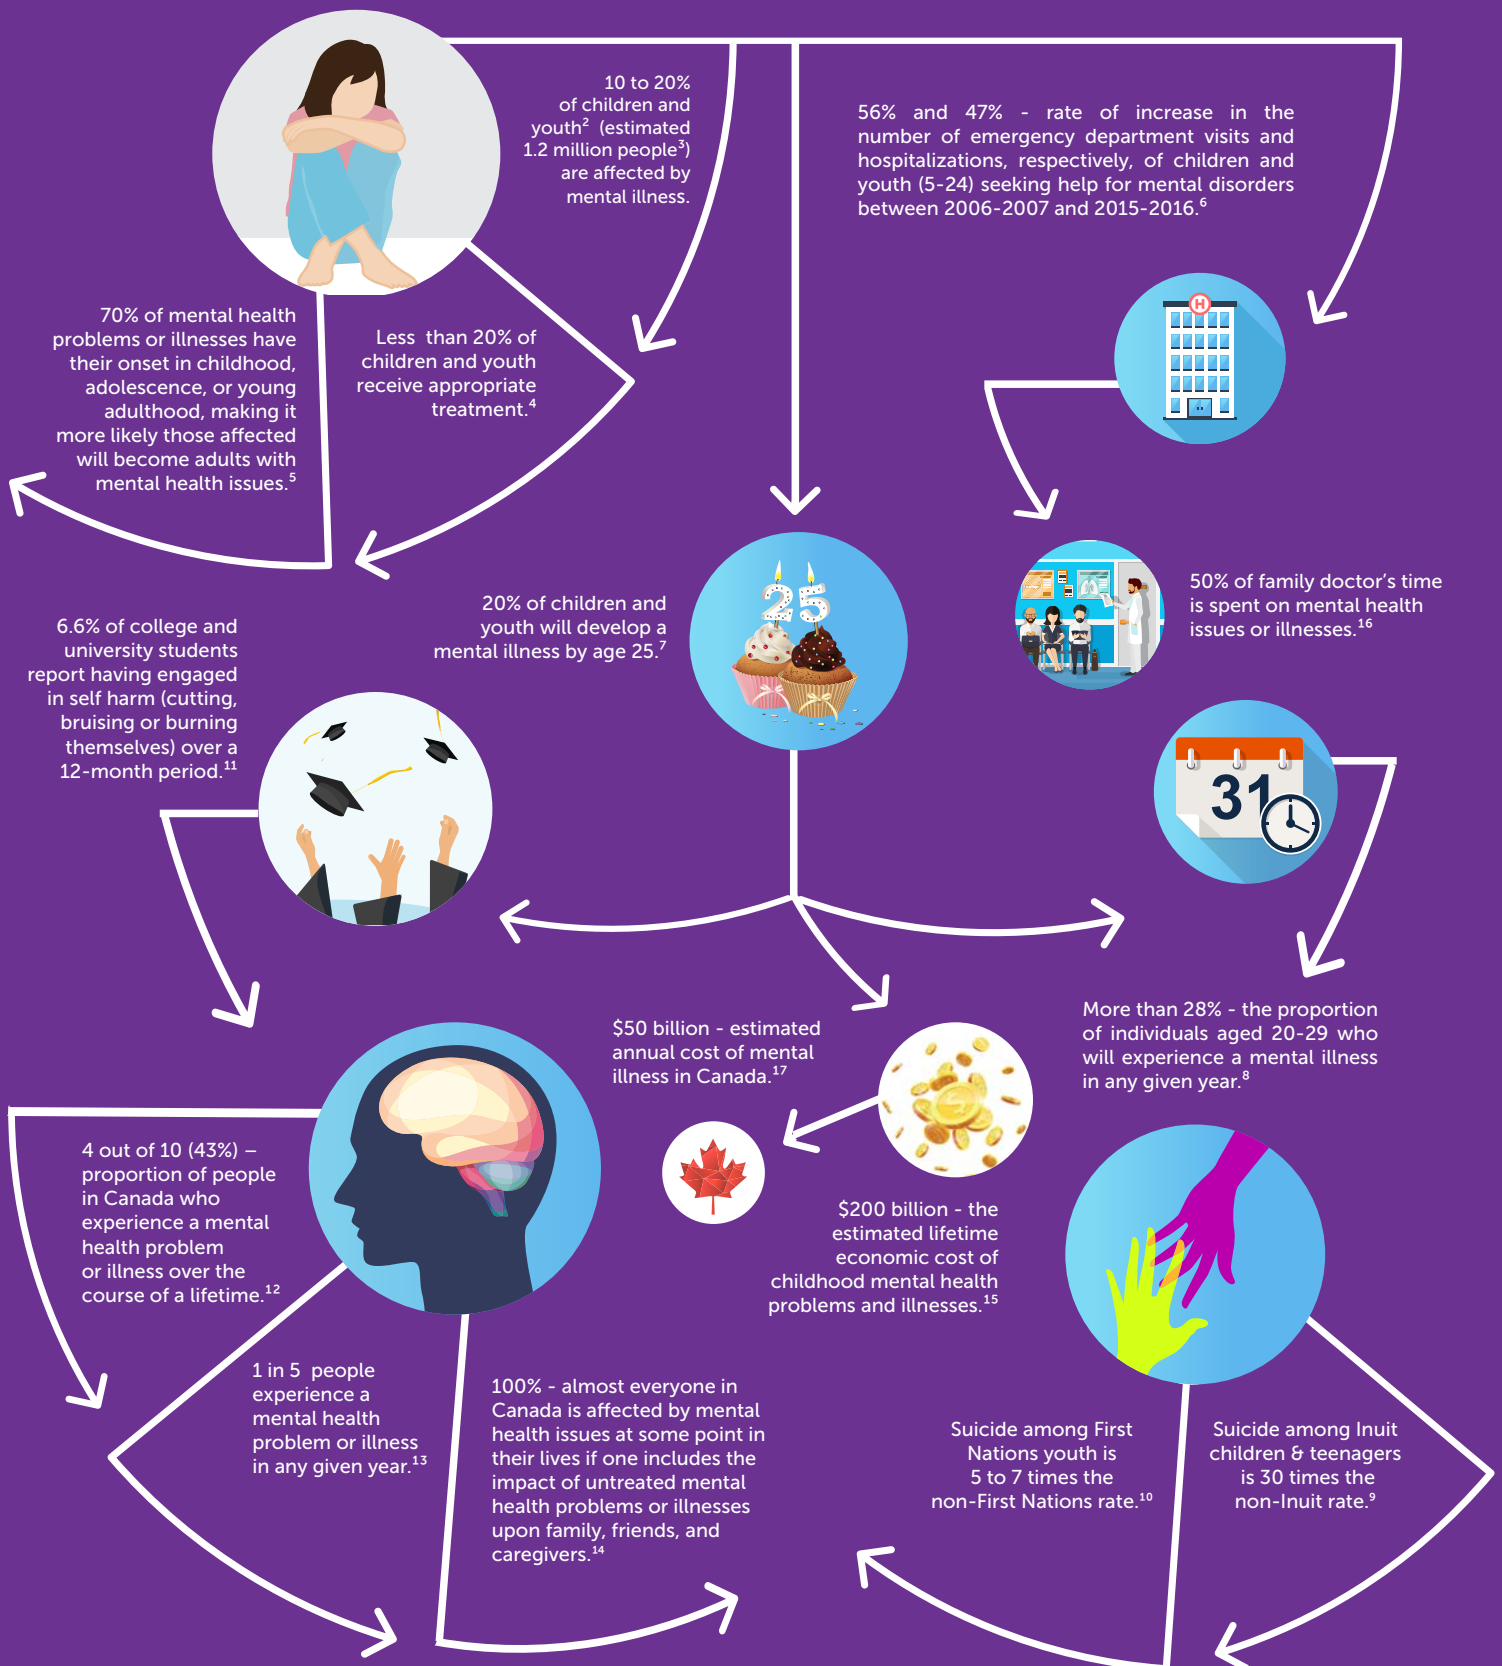 10 to 20%
of children and
youth² (estimated
1.2 million people³)
are affected by
mental illness.
56% and 47% - rate of increase in the
number of emergency department visits and
hospitalizations, respectively, of children and
youth (5-24) seeking help for mental disorders
between 2006-2007 and 2015-2016.⁶
H
70% of mental health
problems or illnesses have
their onset in childhood,
adolescence, or young
adulthood, making it
more likely those affected
will become adults with
mental health issues.⁵
Less than 20% of
children and youth
receive appropriate
treatment.⁴
20% of children and
youth will develop a
mental illness by age 25.⁷
25
50% of family doctor's time
is spent on mental health
issues or illnesses.¹⁶
6.6% of college and
university students
report having engaged
in self harm (cutting,
bruising or burning
themselves) over a
12-month period.¹¹
31
More than 28% - the proportion
of individuals aged 20-29 who
will experience a mental illness
in any given year.⁸
$50 billion - estimated
annual cost of mental
illness in Canada.¹⁷
$200 billion - the
estimated lifetime
economic cost of
childhood mental health
problems and illnesses.¹⁵
4 out of 10 (43%) –
proportion of people
in Canada who
experience a mental
health problem
or illness over the
course of a lifetime.¹²
1 in 5 people
experience a
mental health
problem or illness
in any given year.¹³
100% - almost everyone in
Canada is affected by mental
health issues at some point in
their lives if one includes the
impact of untreated mental
health problems or illnesses
upon family, friends, and
caregivers.¹⁴
Suicide among First
Nations youth is
5 to 7 times the
non-First Nations rate.¹⁰
Suicide among Inuit
children & teenagers
is 30 times the
non-Inuit rate.⁹